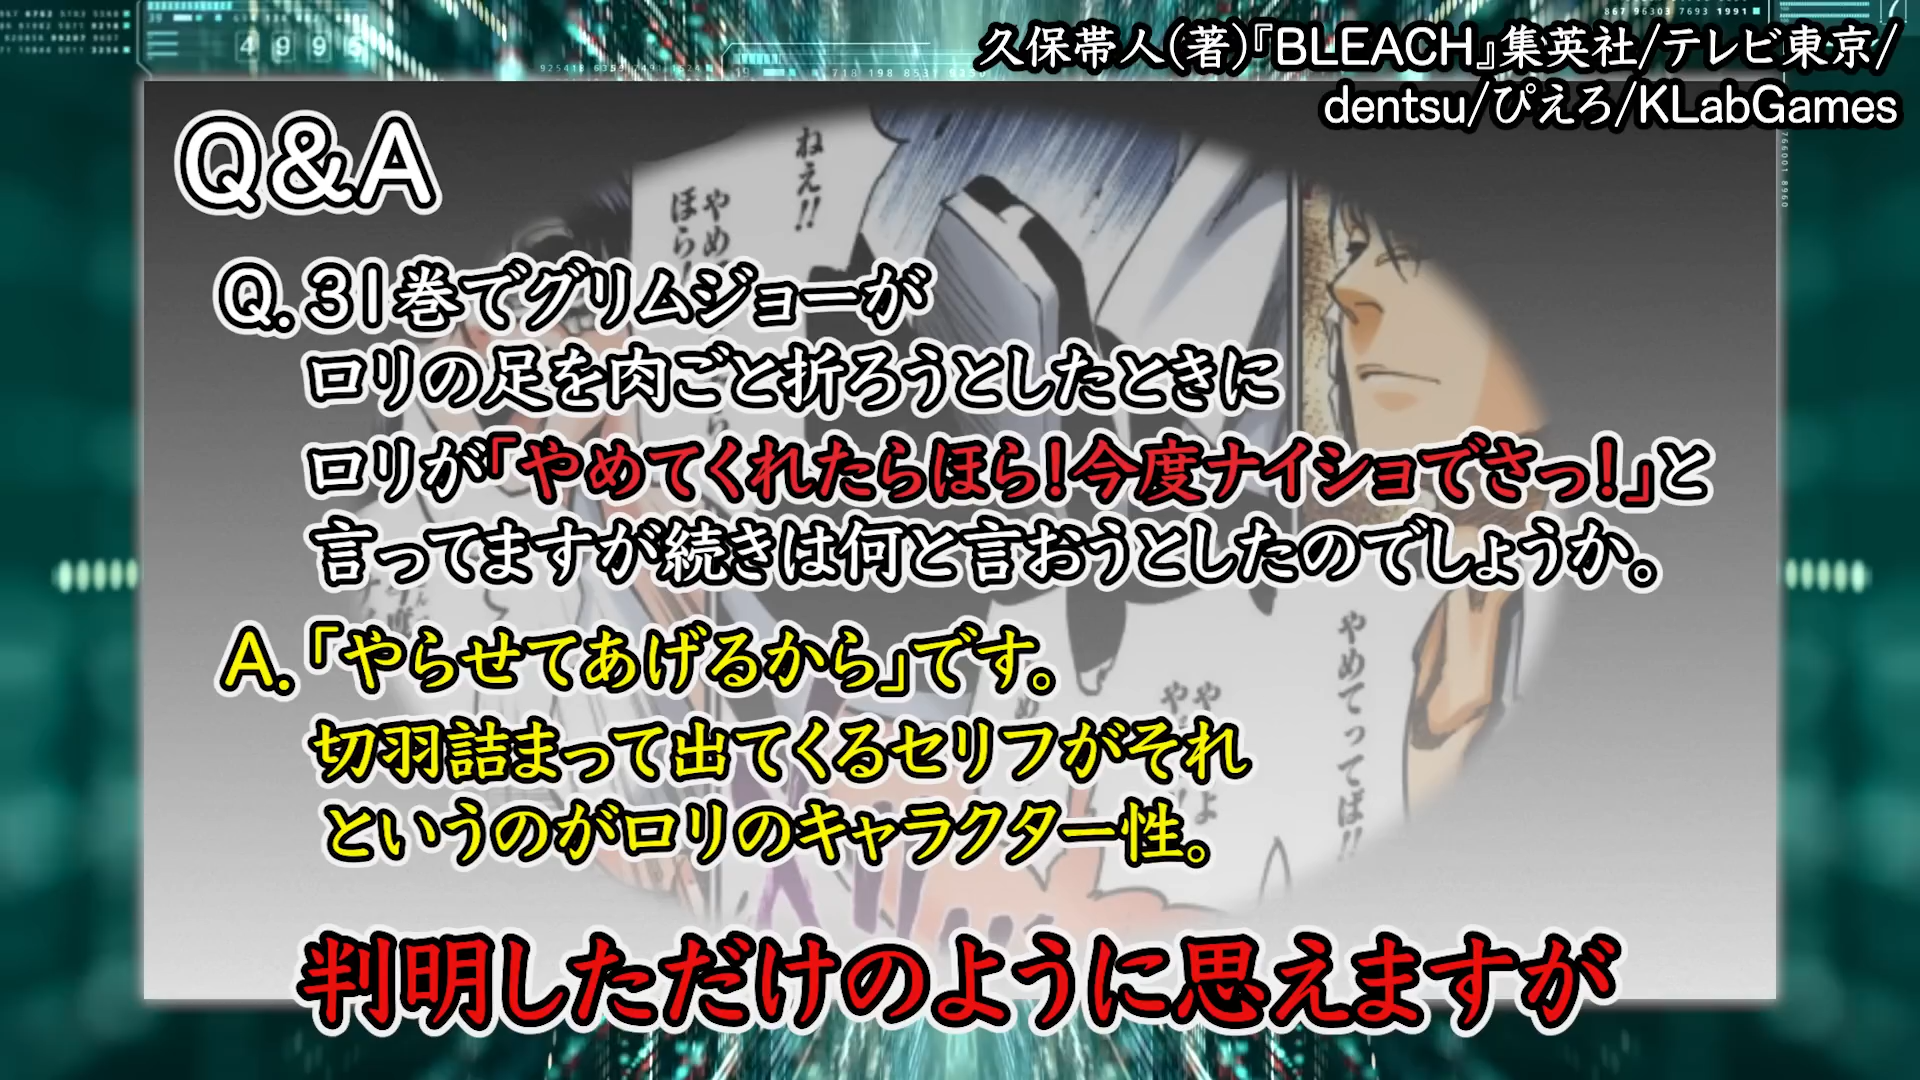 久保帯人(著)『BLEACH』集英社/テレビ東京/
dentsu/ぴえろ/KLabGames
Q&A
Q.31巻でグリムジョーが
ロリの足を肉ごと折ろうとしたときに
ロリが「やめてくれたらほら!今度ナイショでさっ!」と
言ってますが続きは何と言おうとしたのでしょうか。
A.「やらせてあげるから」です。
切羽詰まって出てくるセリフがそれ
というのがロリのキャラクター性。
ねえ!!
やめてってば!!
判明しただけのように思えますが